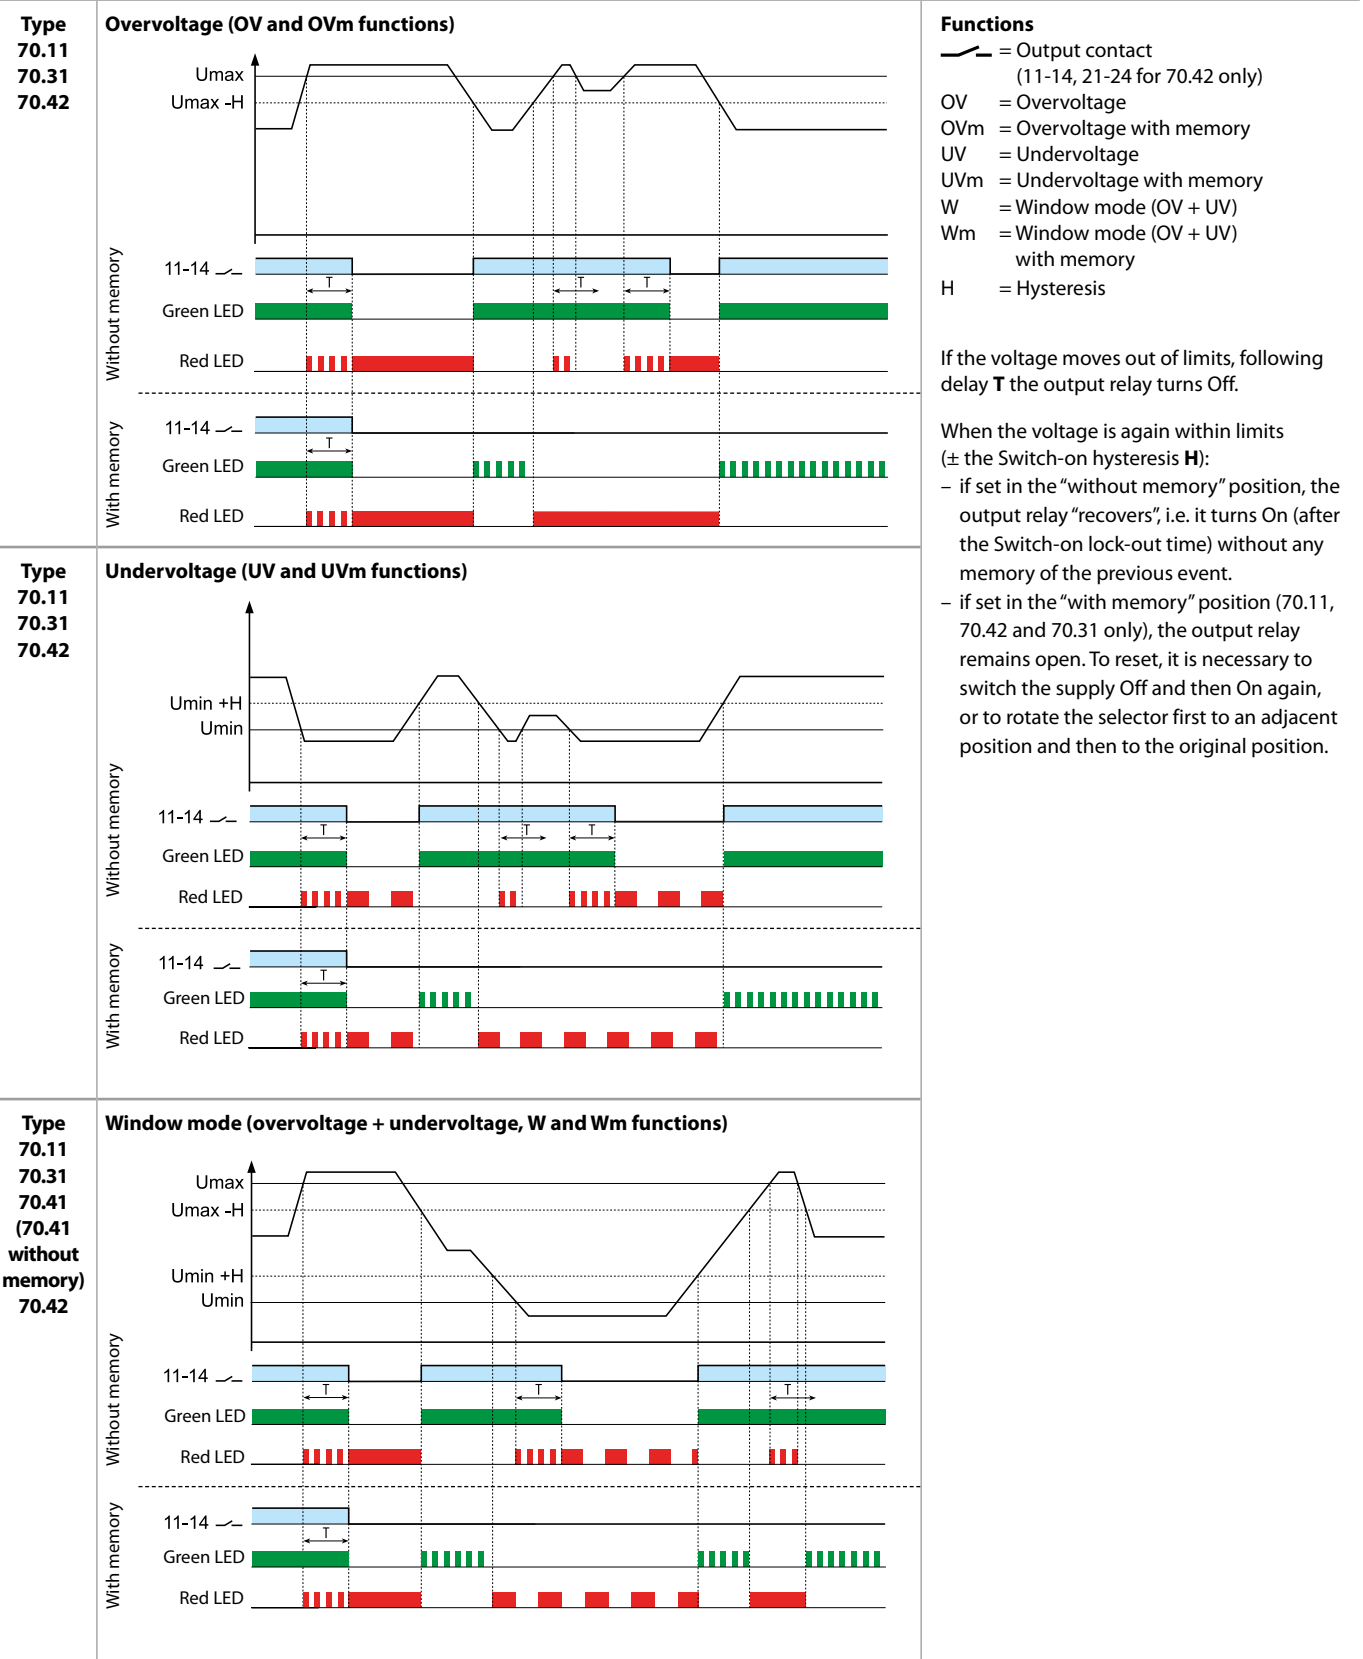 Type
70.11
70.31
70.42
Overvoltage (OV and OVm functions)
Umax
Umax -H
Without memory
11-14
T
T
T
Green LED
Red LED
With memory
11-14
T
Green LED
Red LED
Type
70.11
70.31
70.42
Undervoltage (UV and UVm functions)
Umin +H
Umin
Without memory
11-14
T
T
T
Green LED
Red LED
With memory
11-14
T
Green LED
Red LED
Type
70.11
70.31
70.41
(70.41
without
memory)
70.42
Window mode (overvoltage + undervoltage, W and Wm functions)
Umax
Umax -H
Umin +H
Umin
Without memory
11-14
T
T
T
Green LED
Red LED
With memory
11-14
T
Green LED
Red LED
Functions
= Output contact
(11-14, 21-24 for 70.42 only)
OV = Overvoltage
OVm = Overvoltage with memory
UV = Undervoltage
UVm = Undervoltage with memory
W = Window mode (OV + UV)
Wm = Window mode (OV + UV)
with memory
H = Hysteresis
If the voltage moves out of limits, following
delay T the output relay turns Off.
When the voltage is again within limits
(± the Switch-on hysteresis H):
– if set in the “without memory” position, the
output relay “recovers”, i.e. it turns On (after
the Switch-on lock-out time) without any
memory of the previous event.
– if set in the “with memory” position (70.11,
70.42 and 70.31 only), the output relay
remains open. To reset, it is necessary to
switch the supply Off and then On again,
or to rotate the selector first to an adjacent
position and then to the original position.